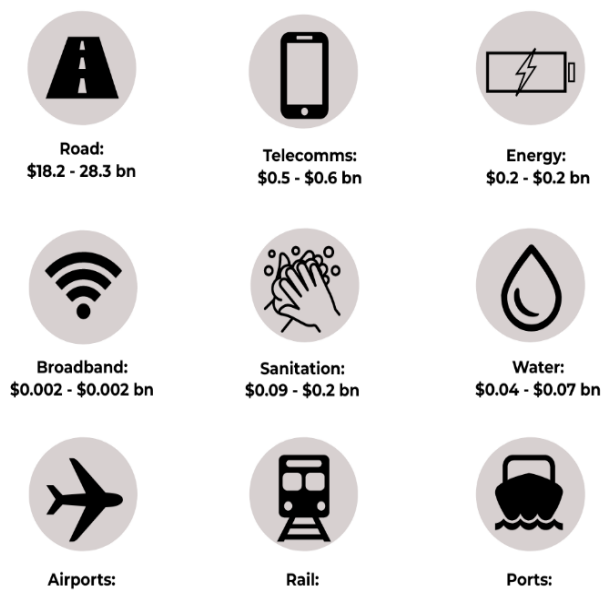 Road:
$18.2 - 28.3 bn
Telecomms:
$0.5 - $0.6 bn
Energy:
$0.2 - $0.2 bn
Broadband:
$0.002 - $0.002 bn
Sanitation:
$0.09 - $0.2 bn
Water:
$0.04 - $0.07 bn
Airports:
Rail:
Ports: